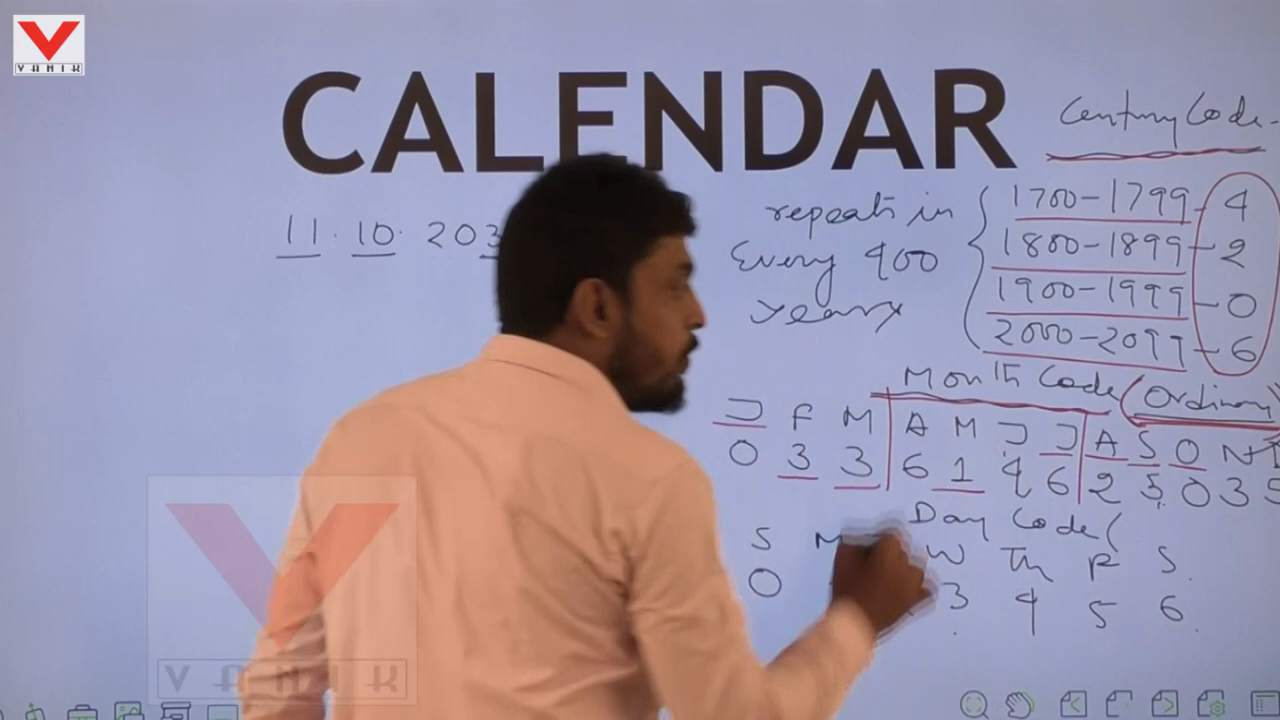 VANIK
CALENDAR
Century Code -
11 . 10 . 203
repeats in
Every 400
years
1700-1799 - 4
1800-1899 - 2
1900-1999 - 0
2000-2099 - 6
Month Code (Ordinary)
J F M A M J J A S O N D
0 3 3 6 1 4 6 2 5 0 3 5
Day Code (
S M W Th F S
0 3 4 5 6
VANIK